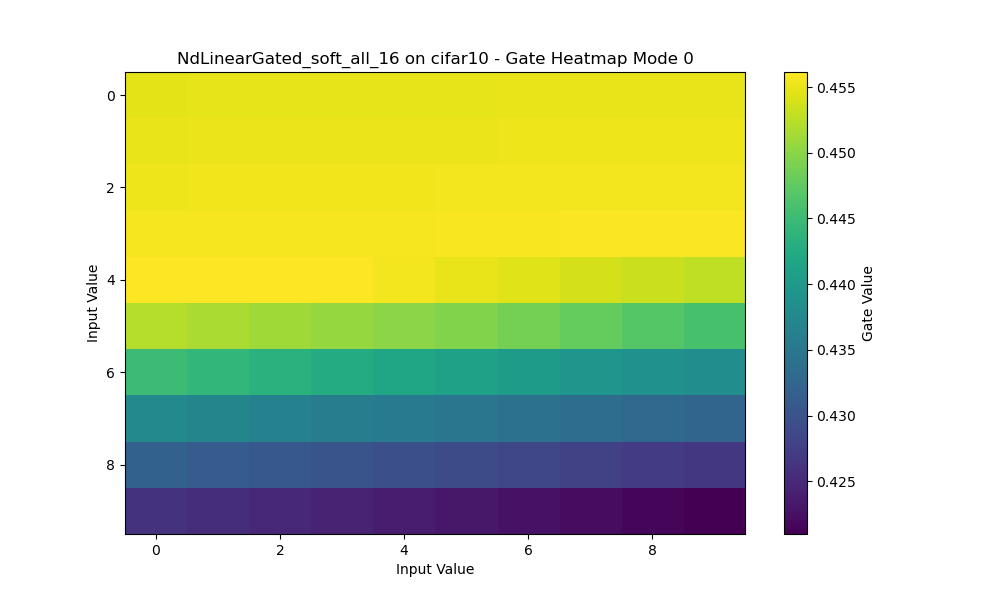 NdLinearGated_soft_all_16 on cifar10 - Gate Heatmap Mode 0
0
2
4
6
8
Input Value
0 2 4 6 8
Input Value
0.455
0.450
0.445
0.440
0.435
0.430
0.425
Gate Value